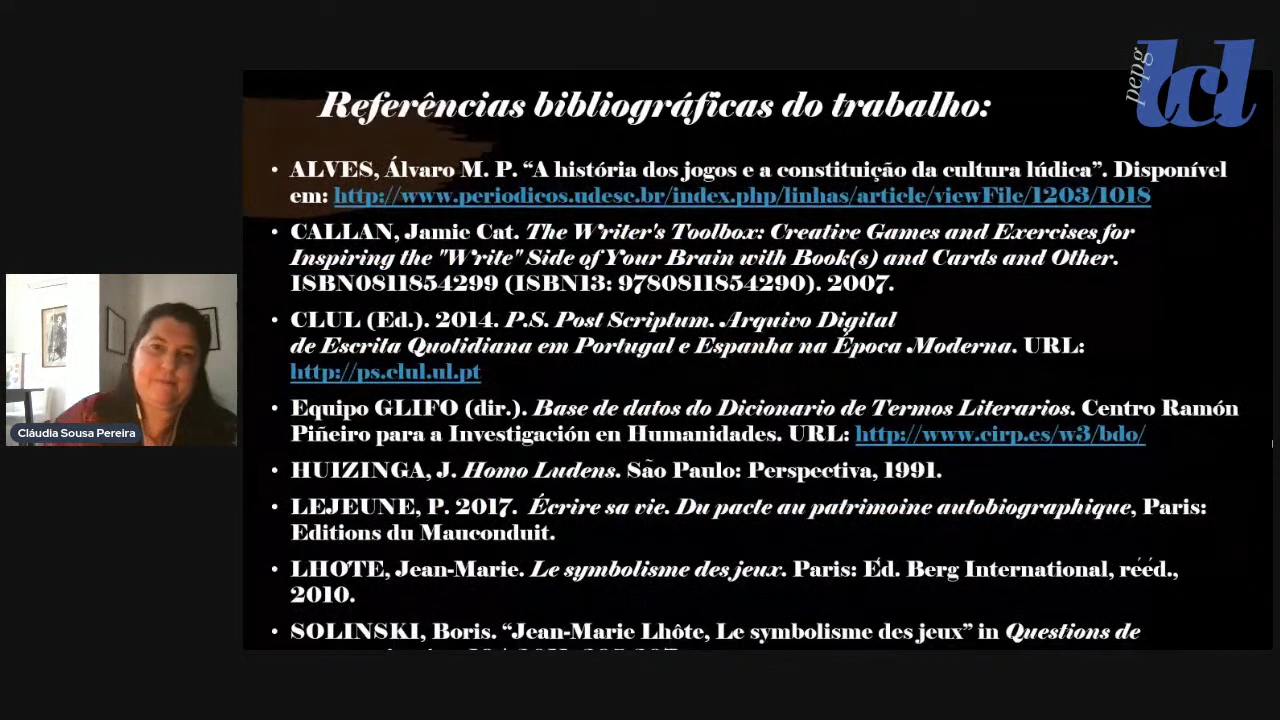 pepg
lcl
Referências bibliográficas do trabalho:
• ALVES, Álvaro M. P. “A história dos jogos e a constituição da cultura lúdica”. Disponível
em: http://www.periodicos.udesc.br/index.php/linhas/article/viewFile/1203/1018
• CALLAN, Jamie Cat. The Writer's Toolbox: Creative Games and Exercises for
Inspiring the "Write" Side of Your Brain with Book(s) and Cards and Other.
ISBN0811854299 (ISBN13: 9780811854290). 2007.
• CLUL (Ed.). 2014. P.S. Post Scriptum. Arquivo Digital
de Escrita Quotidiana em Portugal e Espanha na Época Moderna. URL:
http://ps.clul.ul.pt
• Equipo GLIFO (dir.). Base de datos do Dicionario de Termos Literarios. Centro Ramón
Piñeiro para a Investigación en Humanidades. URL: http://www.cirp.es/w3/bdo/
• HUIZINGA, J. Homo Ludens. São Paulo: Perspectiva, 1991.
• LEJEUNE, P. 2017. Écrire sa vie. Du pacte au patrimoine autobiographique, Paris:
Editions du Mauconduit.
• LHOTE, Jean-Marie. Le symbolisme des jeux. Paris: Éd. Berg International, rééd.,
2010.
• SOLINSKI, Boris. “Jean-Marie Lhôte, Le symbolisme des jeux” in Questions de
Cláudia Sousa Pereira